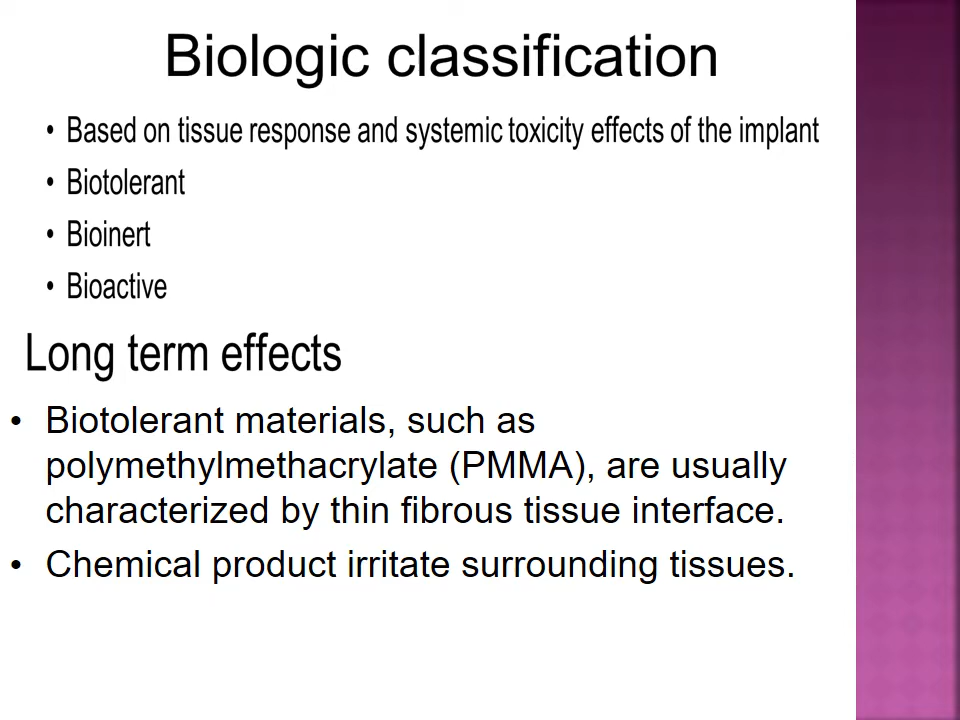 Biologic classification
• Based on tissue response and systemic toxicity effects of the implant
• Biotolerant
• Bioinert
• Bioactive
Long term effects
• Biotolerant materials, such as
polymethylmethacrylate (PMMA), are usually
characterized by thin fibrous tissue interface.
• Chemical product irritate surrounding tissues.